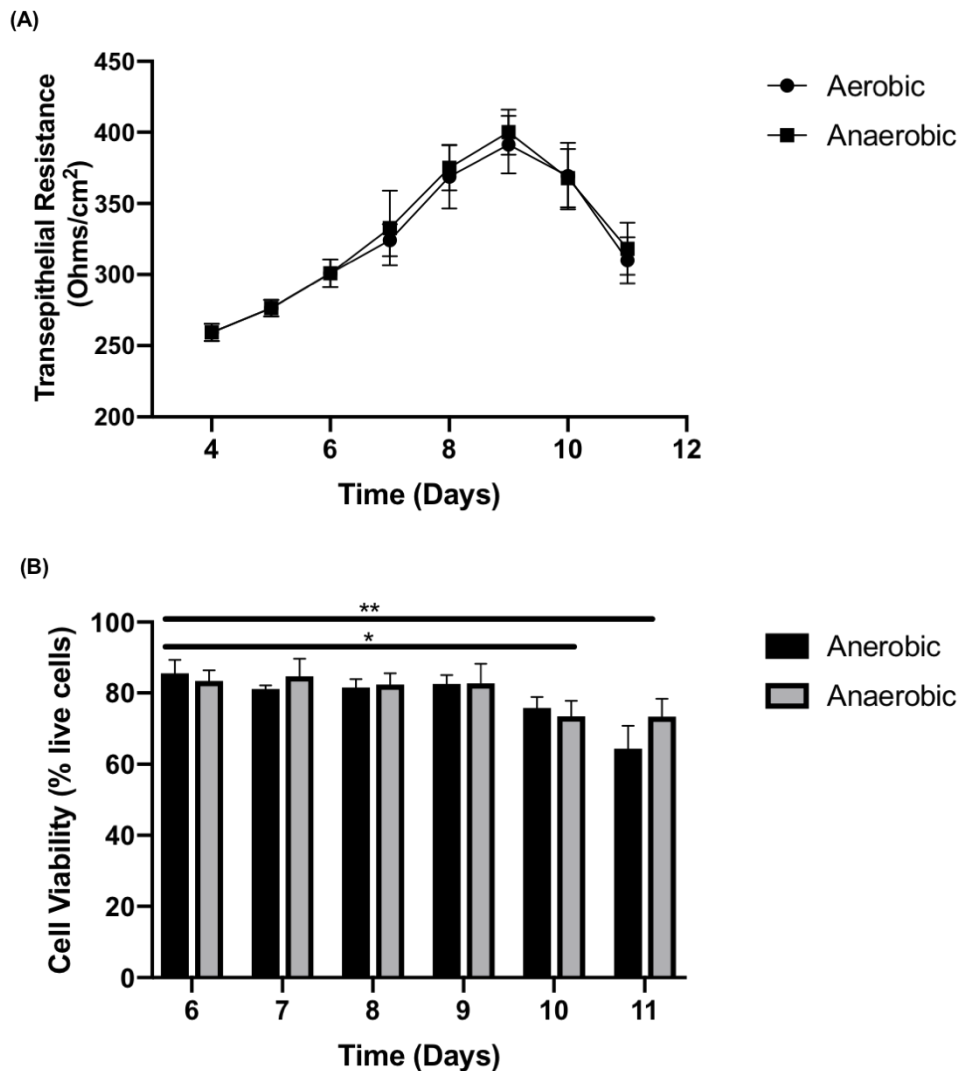 (A)
Transepithelial Resistance
(Ohms/cm²)
450
400
350
300
250
200
4 6 8 10 12
Time (Days)
Aerobic
Anaerobic
(B)
Cell Viability (% live cells)
100
80
60
40
20
0
**
*
6 7 8 9 10 11
Time (Days)
Anerobic
Anaerobic